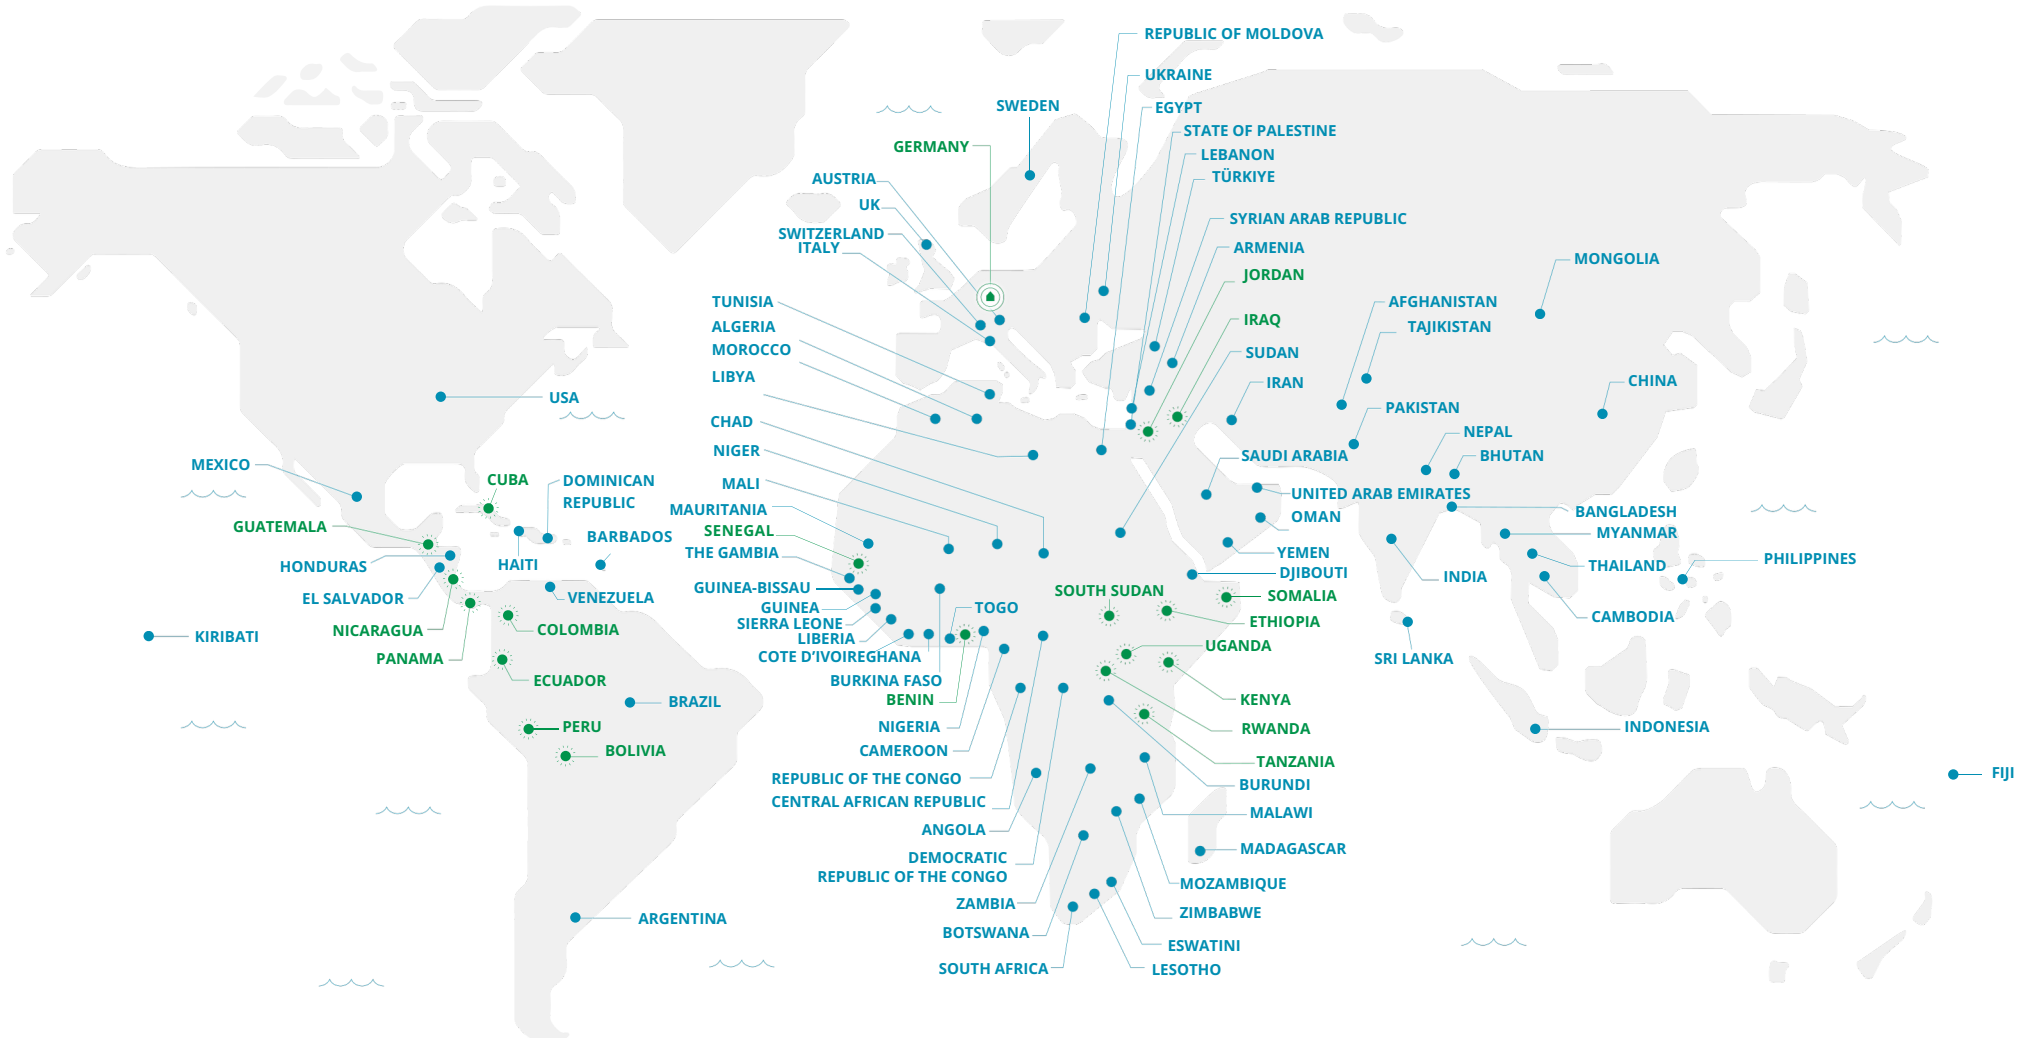 REPUBLIC OF MOLDOVA
UKRAINE
SWEDEN
EGYPT
STATE OF PALESTINE
GERMANY
LEBANON
TÜRKIYE
AUSTRIA
UK
SYRIAN ARAB REPUBLIC
SWITZERLAND
ITALY
ARMENIA
MONGOLIA
JORDAN
TUNISIA
AFGHANISTAN
IRAQ
ALGERIA
TAJIKISTAN
MOROCCO
SUDAN
LIBYA
IRAN
CHINA
USA
PAKISTAN
CHAD
NEPAL
NIGER
SAUDI ARABIA
BHUTAN
MEXICO
CUBA
DOMINICAN
REPUBLIC
MALI
UNITED ARAB EMIRATES
MAURITANIA
BANGLADESH
OMAN
GUATEMALA
SENEGAL
MYANMAR
BARBADOS
THE GAMBIA
YEMEN
PHILIPPINES
HONDURAS
HAITI
DJIBOUTI
THAILAND
INDIA
GUINEA-BISSAU
SOUTH SUDAN
SOMALIA
EL SALVADOR
VENEZUELA
GUINEA
TOGO
CAMBODIA
SIERRA LEONE
ETHIOPIA
NICARAGUA
COLOMBIA
KIRIBATI
LIBERIA
UGANDA
COTE D'IVOIREGHANA
PANAMA
SRI LANKA
ECUADOR
BURKINA FASO
BENIN
BRAZIL
KENYA
PERU
NIGERIA
RWANDA
INDONESIA
BOLIVIA
CAMEROON
TANZANIA
REPUBLIC OF THE CONGO
FIJI
BURUNDI
CENTRAL AFRICAN REPUBLIC
MALAWI
ANGOLA
MADAGASCAR
DEMOCRATIC
REPUBLIC OF THE CONGO
MOZAMBIQUE
ZAMBIA
ZIMBABWE
ARGENTINA
BOTSWANA
ESWATINI
SOUTH AFRICA
LESOTHO